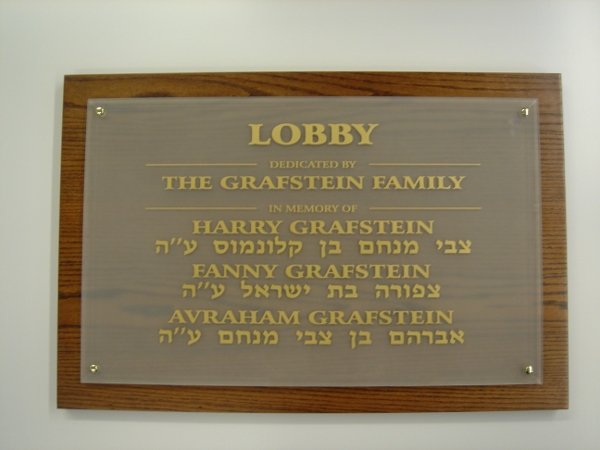 LOBBY
DEDICATED BY
THE GRAFSTEIN FAMILY
IN MEMORY OF
HARRY GRAFSTEIN
צבי מנחם בן קלונמוס ע״ה
FANNY GRAFSTEIN
צפורה בת ישראל ע״ה
AVRAHAM GRAFSTEIN
אברהם בן צבי מנחם ע״ה